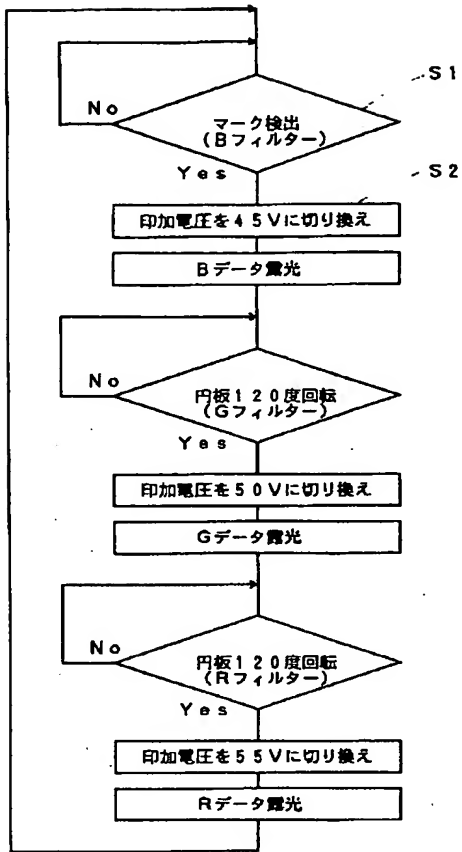 S1
No
マーク検出
(Bフィルター)
Yes
S2
印加電圧を45Vに切り換え
Bデータ露光
No
円板120度回転
(Gフィルター)
Yes
印加電圧を50Vに切り換え
Gデータ露光
No
円板120度回転
(Rフィルター)
Yes
印加電圧を55Vに切り換え
Rデータ露光